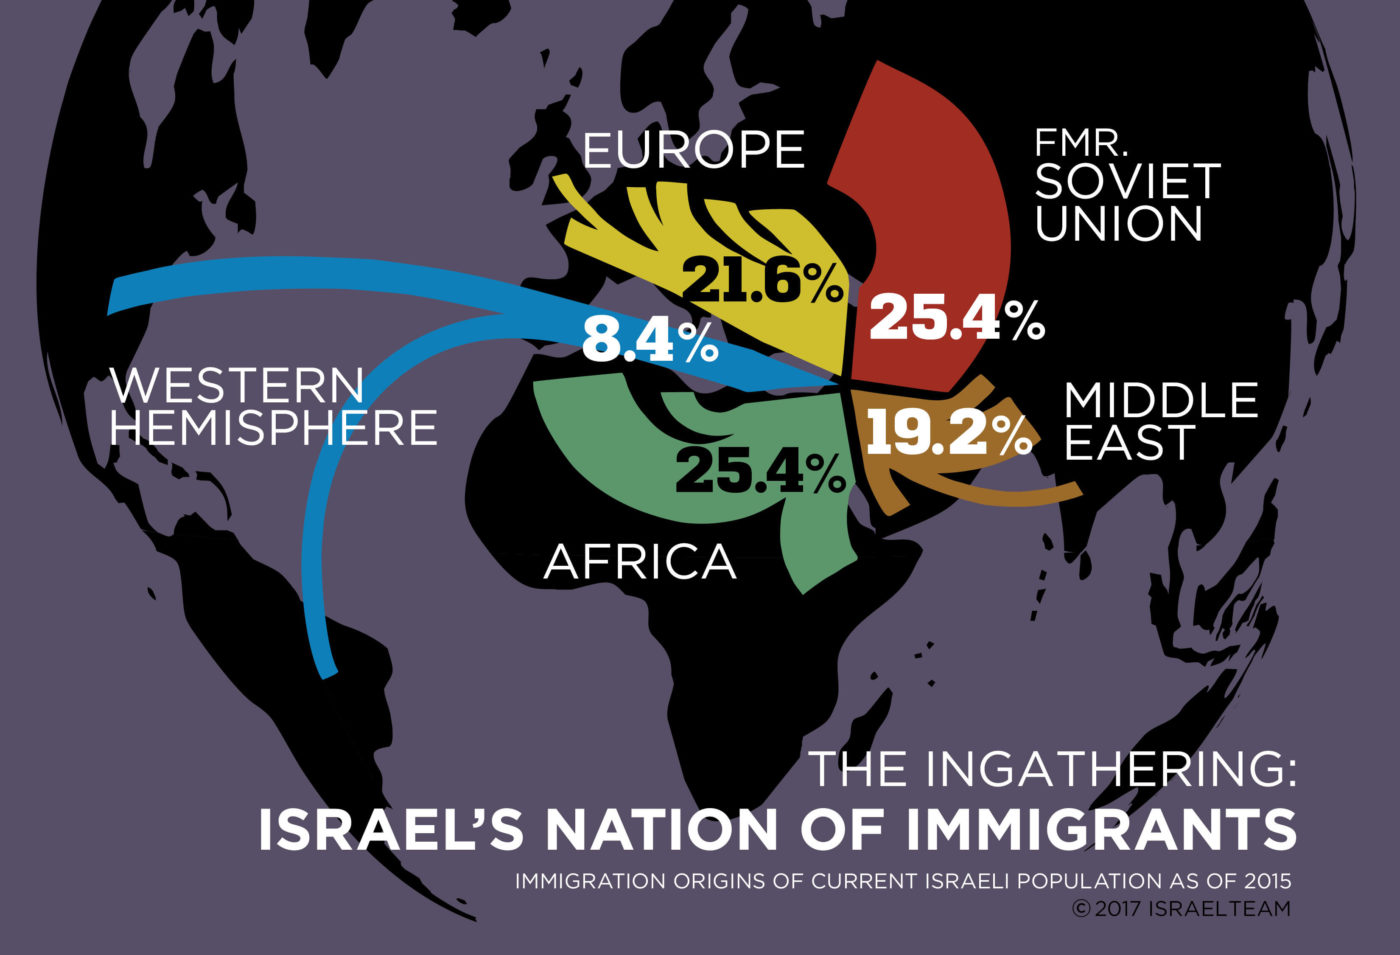 EUROPE
FMR.
SOVIET
UNION
21.6%
25.4%
8.4%
WESTERN
HEMISPHERE
MIDDLE
EAST
19.2%
25.4%
AFRICA
THE INGATHERING:
ISRAEL'S NATION OF IMMIGRANTS
IMMIGRATION ORIGINS OF CURRENT ISRAELI POPULATION AS OF 2015
© 2017 ISRAELTEAM